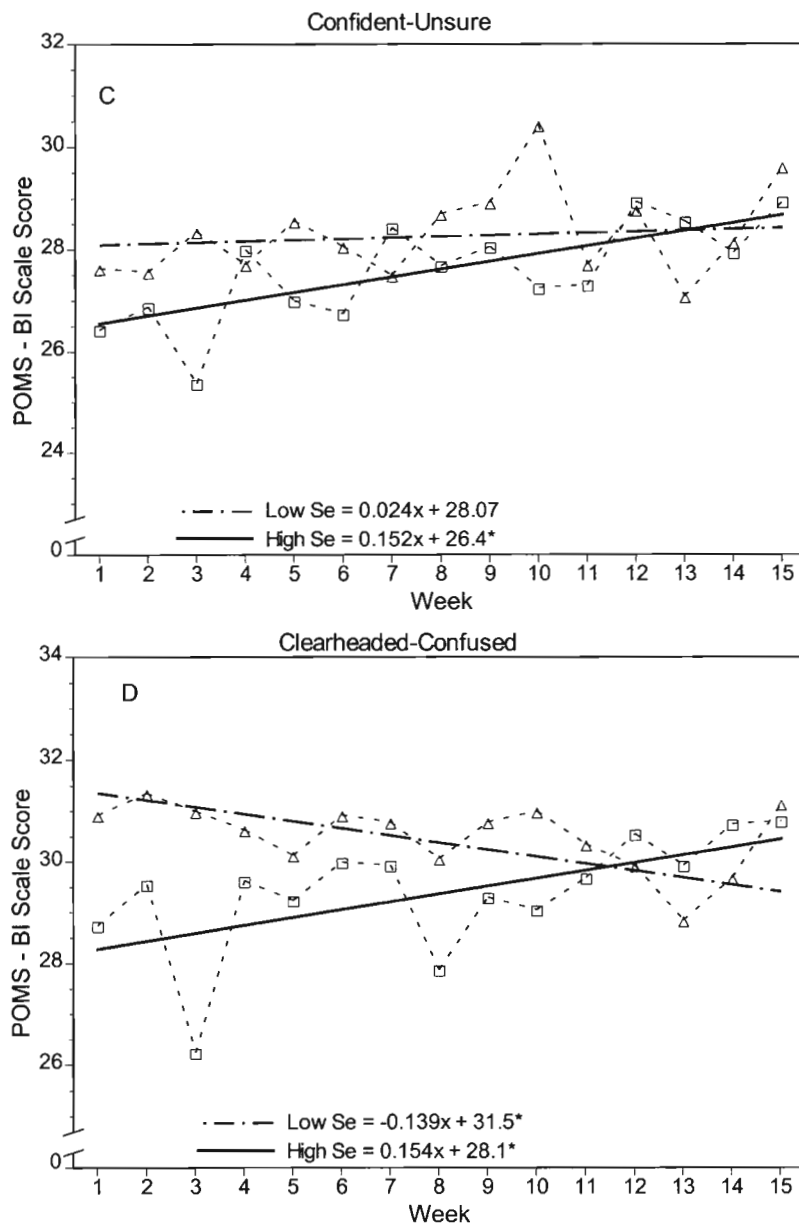 Confident-Unsure
32
C
30
28
26
24
0
POMS - BI Scale Score
Low Se = 0.024x + 28.07
High Se = 0.152x + 26.4*
1 2 3 4 5 6 7 8 9 10 11 12 13 14 15
Week
Clearheaded-Confused
34
D
32
30
28
26
0
POMS - BI Scale Score
Low Se = -0.139x + 31.5*
High Se = 0.154x + 28.1*
1 2 3 4 5 6 7 8 9 10 11 12 13 14 15
Week